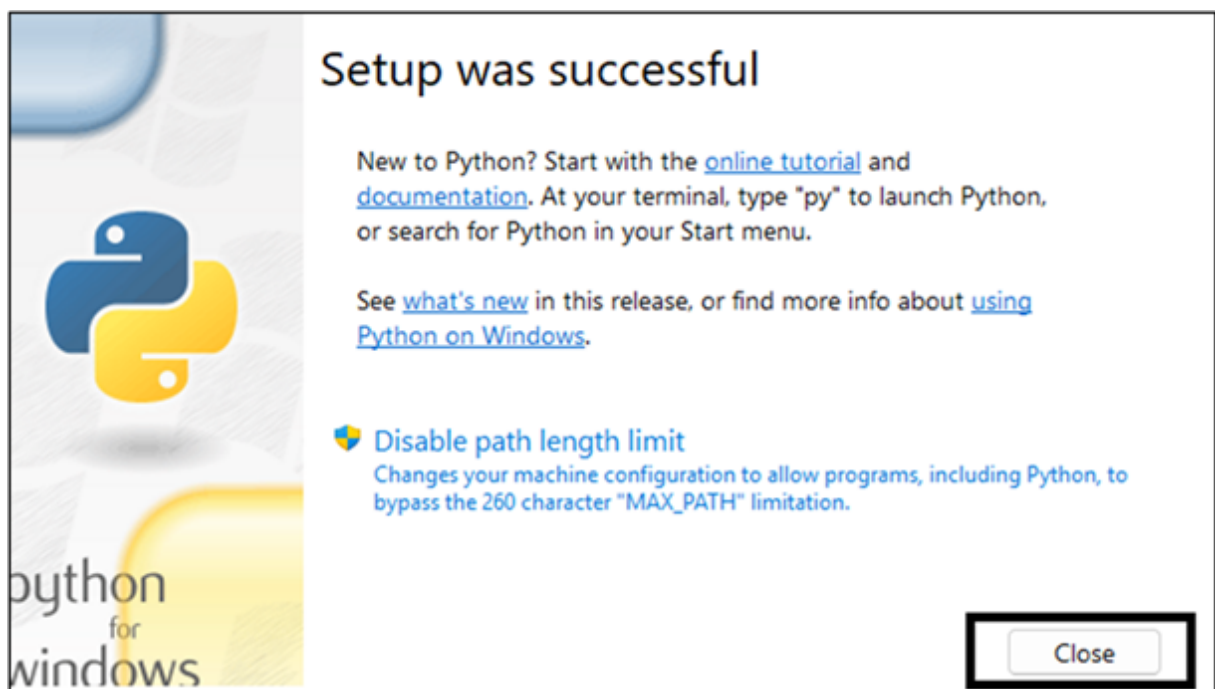 Setup was successful
New to Python? Start with the online tutorial and
documentation. At your terminal, type "py" to launch Python,
or search for Python in your Start menu.
See what's new in this release, or find more info about using
Python on Windows.
Disable path length limit
Changes your machine configuration to allow programs, including Python, to
bypass the 260 character "MAX_PATH" limitation.
python
for
windows
Close